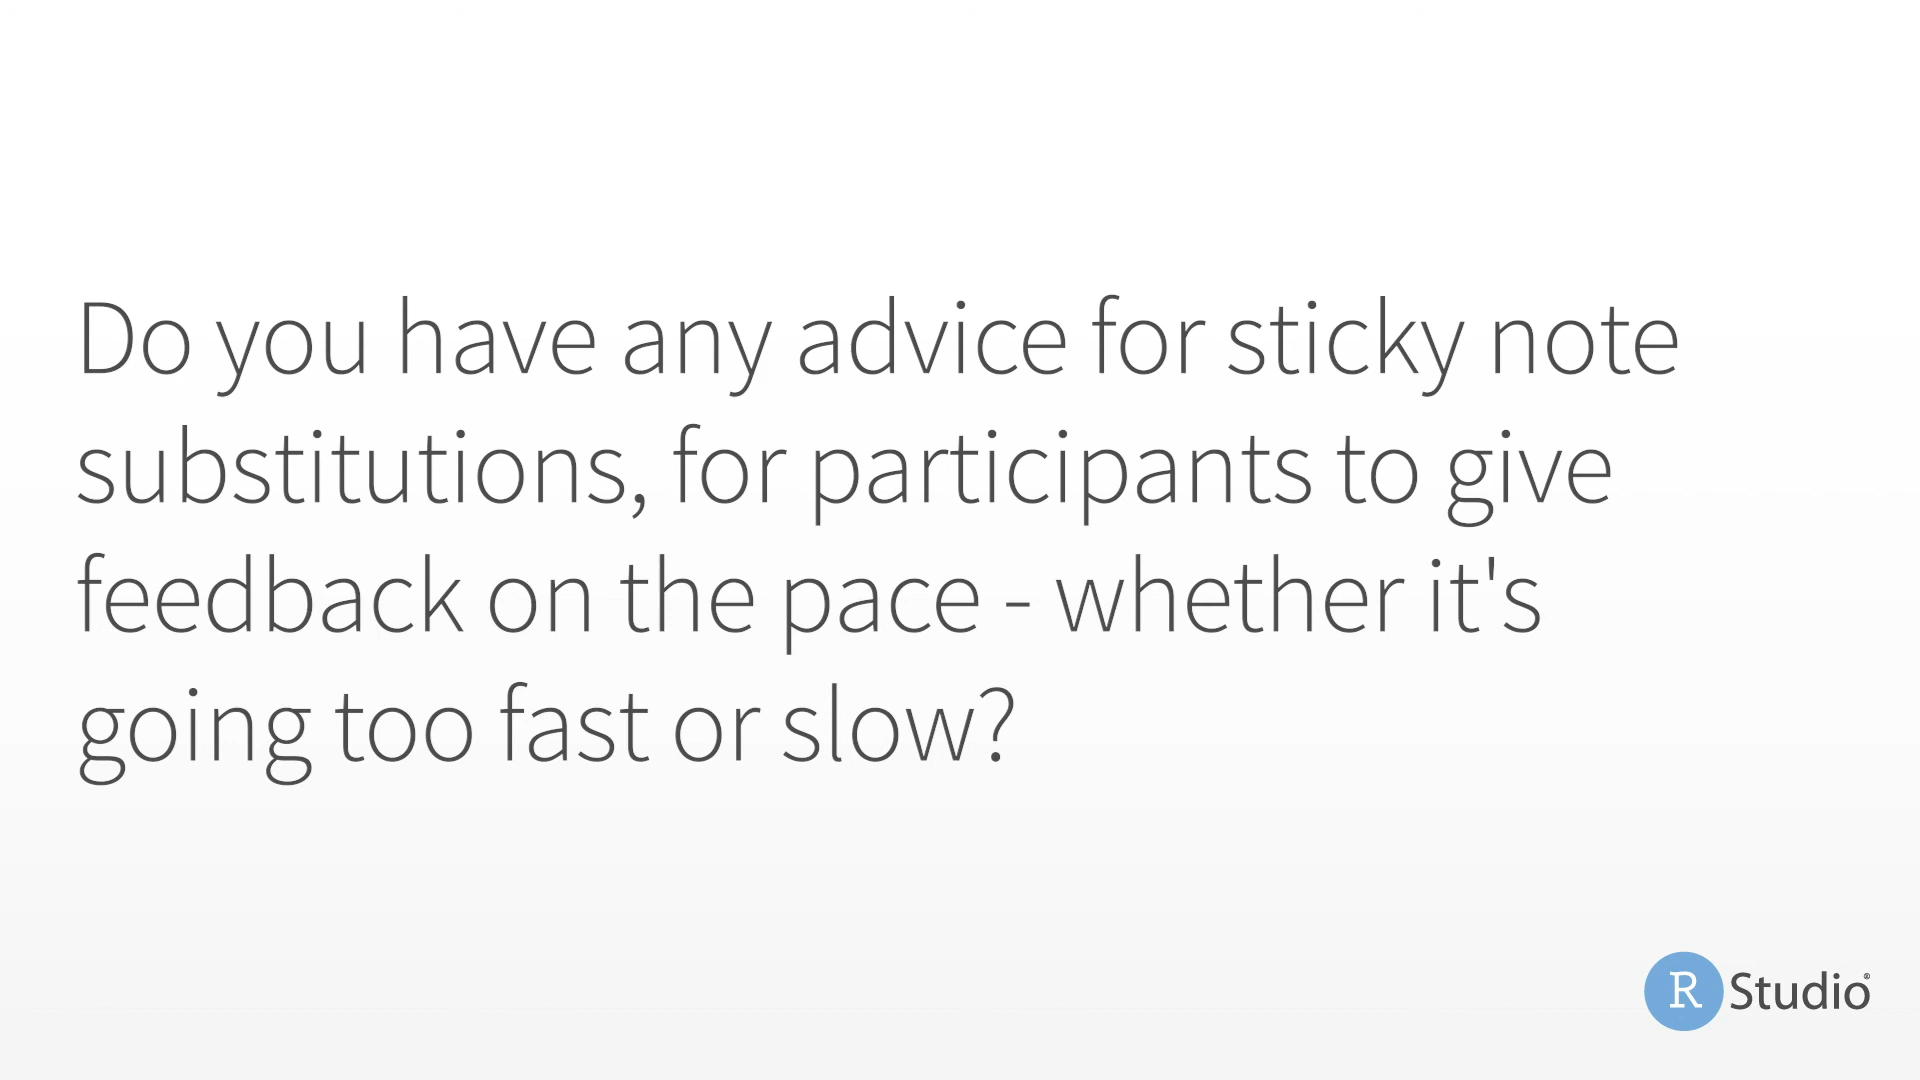 Do you have any advice for sticky note
substitutions, for participants to give
feedback on the pace - whether it's
going too fast or slow?
R Studio®